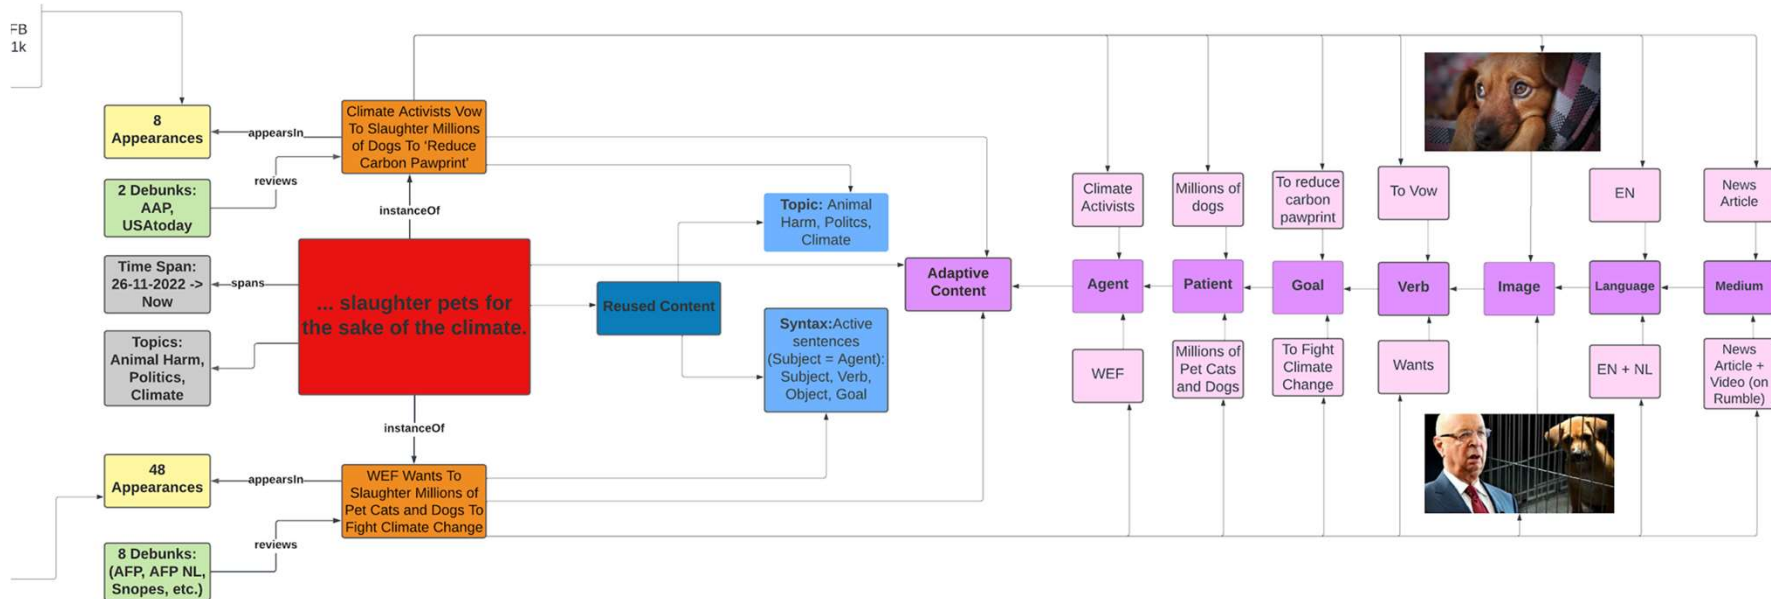 FB
1k
8
Appearances
appearsIn
Climate Activists Vow
To Slaughter Millions
of Dogs To 'Reduce
Carbon Pawprint'
2 Debunks:
AAP,
USAtoday
reviews
instanceOf
Time Span:
26-11-2022 ->
Now
spans
... slaughter pets for
the sake of the climate.
Topics:
Animal Harm,
Politics,
Climate
instanceOf
48
Appearances
appearsIn
WEF Wants To
Slaughter Millions of
Pet Cats and Dogs To
Fight Climate Change
8 Debunks:
(AFP, AFP NL,
Snopes, etc.)
reviews
Reused Content
Topic: Animal
Harm, Politcs,
Climate
Syntax:Active
sentences
(Subject = Agent):
Subject, Verb,
Object, Goal
Adaptive
Content
Climate
Activists
Millions of
dogs
To reduce
carbon
pawprint
To Vow
EN
News
Article
Agent
Patient
Goal
Verb
Image
Language
Medium
WEF
Millions of
Pet Cats
and Dogs
To Fight
Climate
Change
Wants
EN + NL
News
Article +
Video (on
Rumble)